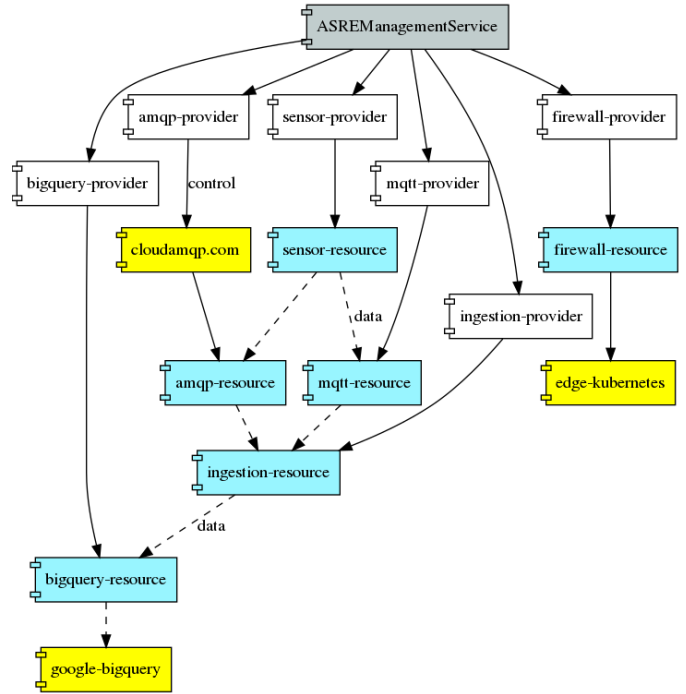 ASREManagementService
amqp-provider
sensor-provider
firewall-provider
bigquery-provider
control
mqtt-provider
cloudamqp.com
sensor-resource
firewall-resource
data
ingestion-provider
amqp-resource
mqtt-resource
edge-kubernetes
ingestion-resource
data
bigquery-resource
google-bigquery